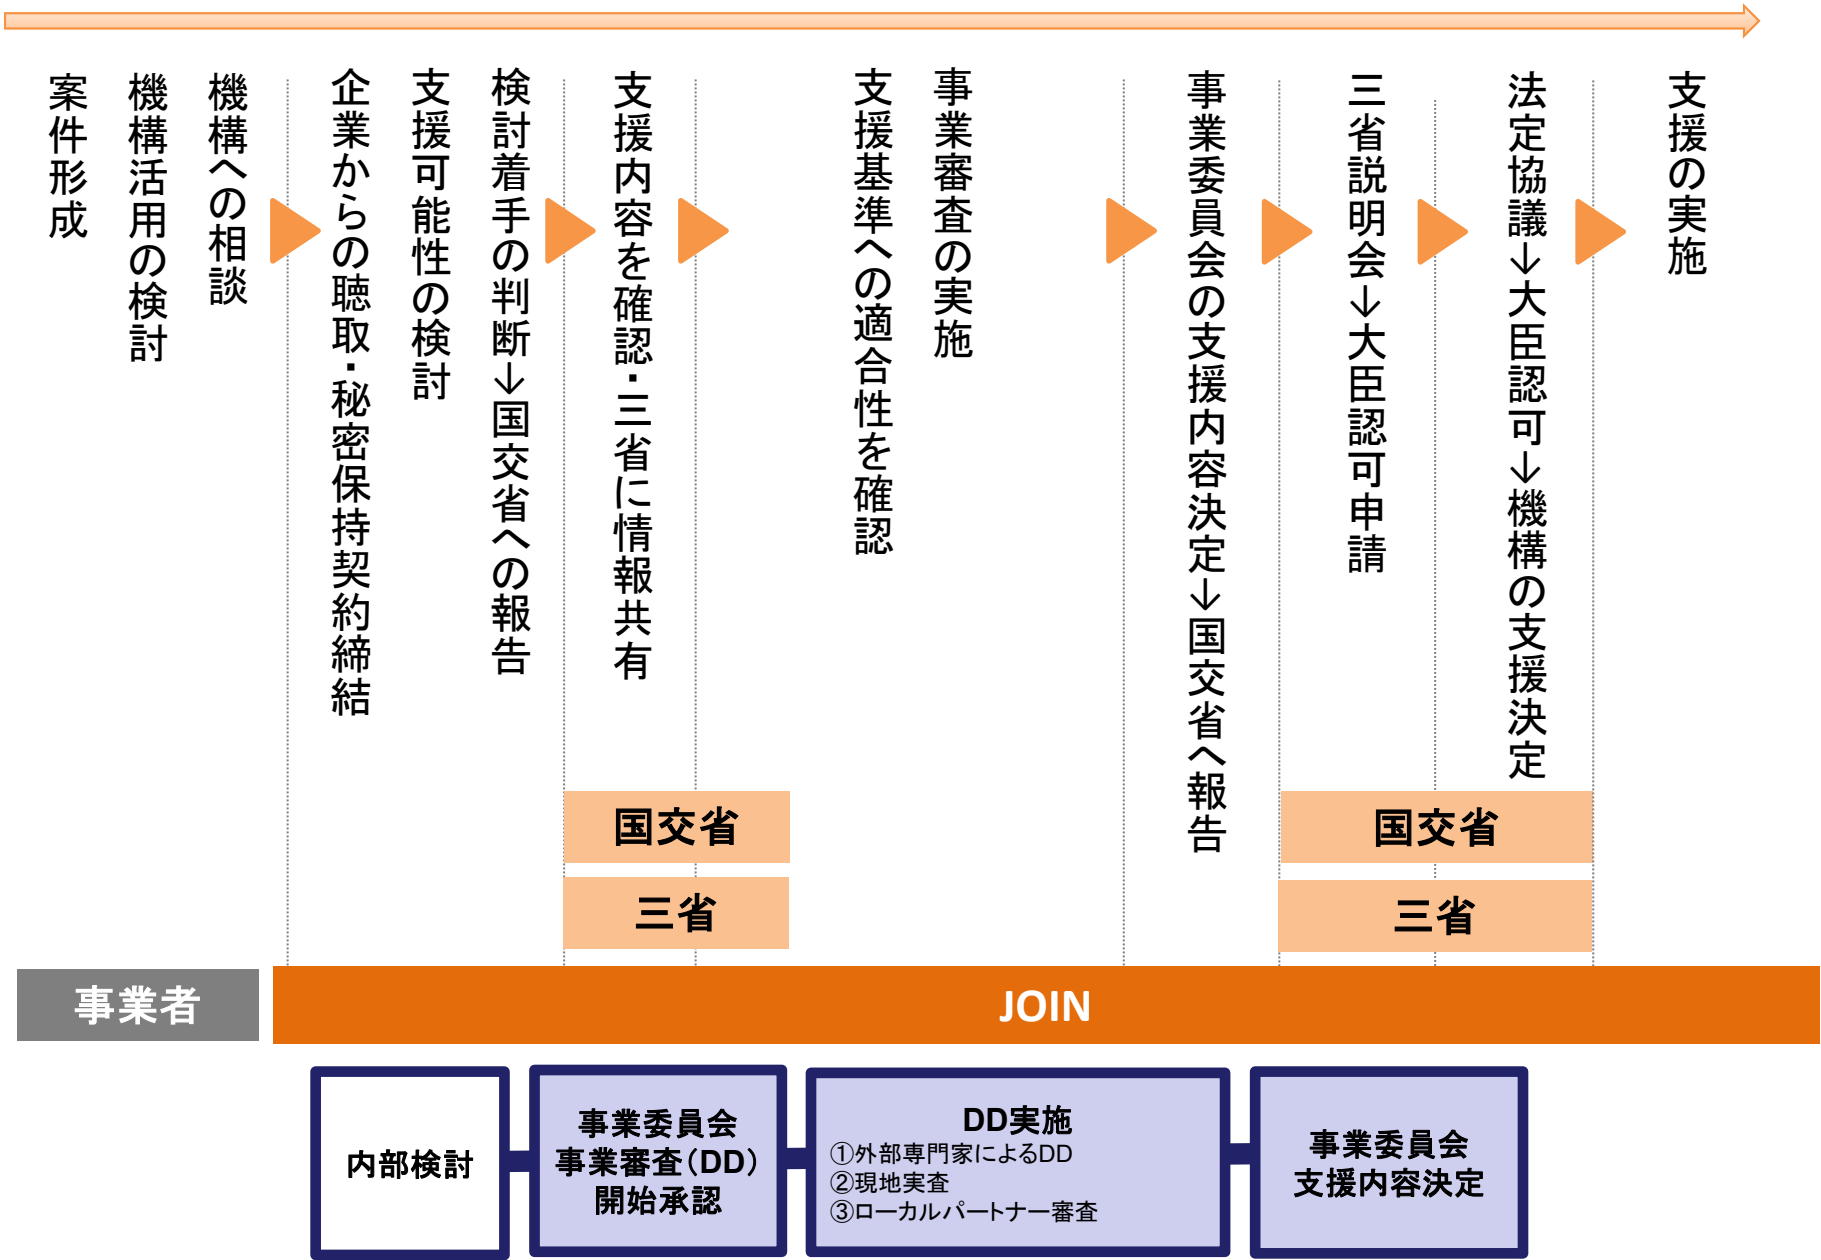 案件形成
機構活用の検討
機構への相談
企業からの聴取・秘密保持契約締結
支援可能性の検討
検討着手の判断→国交省への報告
支援内容を確認・三省に情報共有
支援基準への適合性を確認
事業審査の実施
事業委員会の支援内容決定→国交省へ報告
三省説明会→大臣認可申請
法定協議→大臣認可→機構の支援決定
支援の実施
国交省
三省
国交省
三省
事業者
JOIN
内部検討
事業委員会
事業審査（DD）
開始承認
DD実施
①外部専門家によるDD
②現地実査
③ローカルパートナー審査
事業委員会
支援内容決定